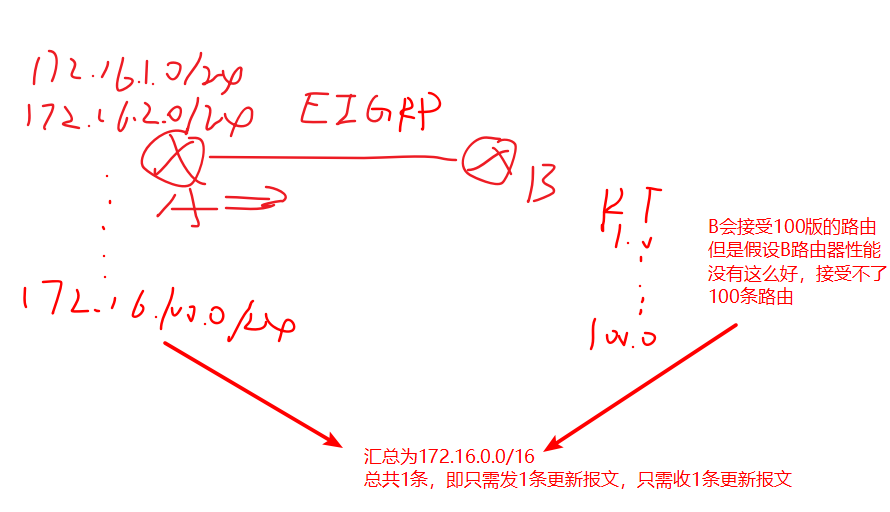 172.16.1.0/24
172.16.2.0/24
EIGRP
A
B
RT
1.0
172.16.100.0/24
100.0
B会接受100版的路由
但是假设B路由器性能
没有这么好，接受不了
100条路由
汇总为172.16.0.0/16
总共1条，即只需发1条更新报文，只需收1条更新报文